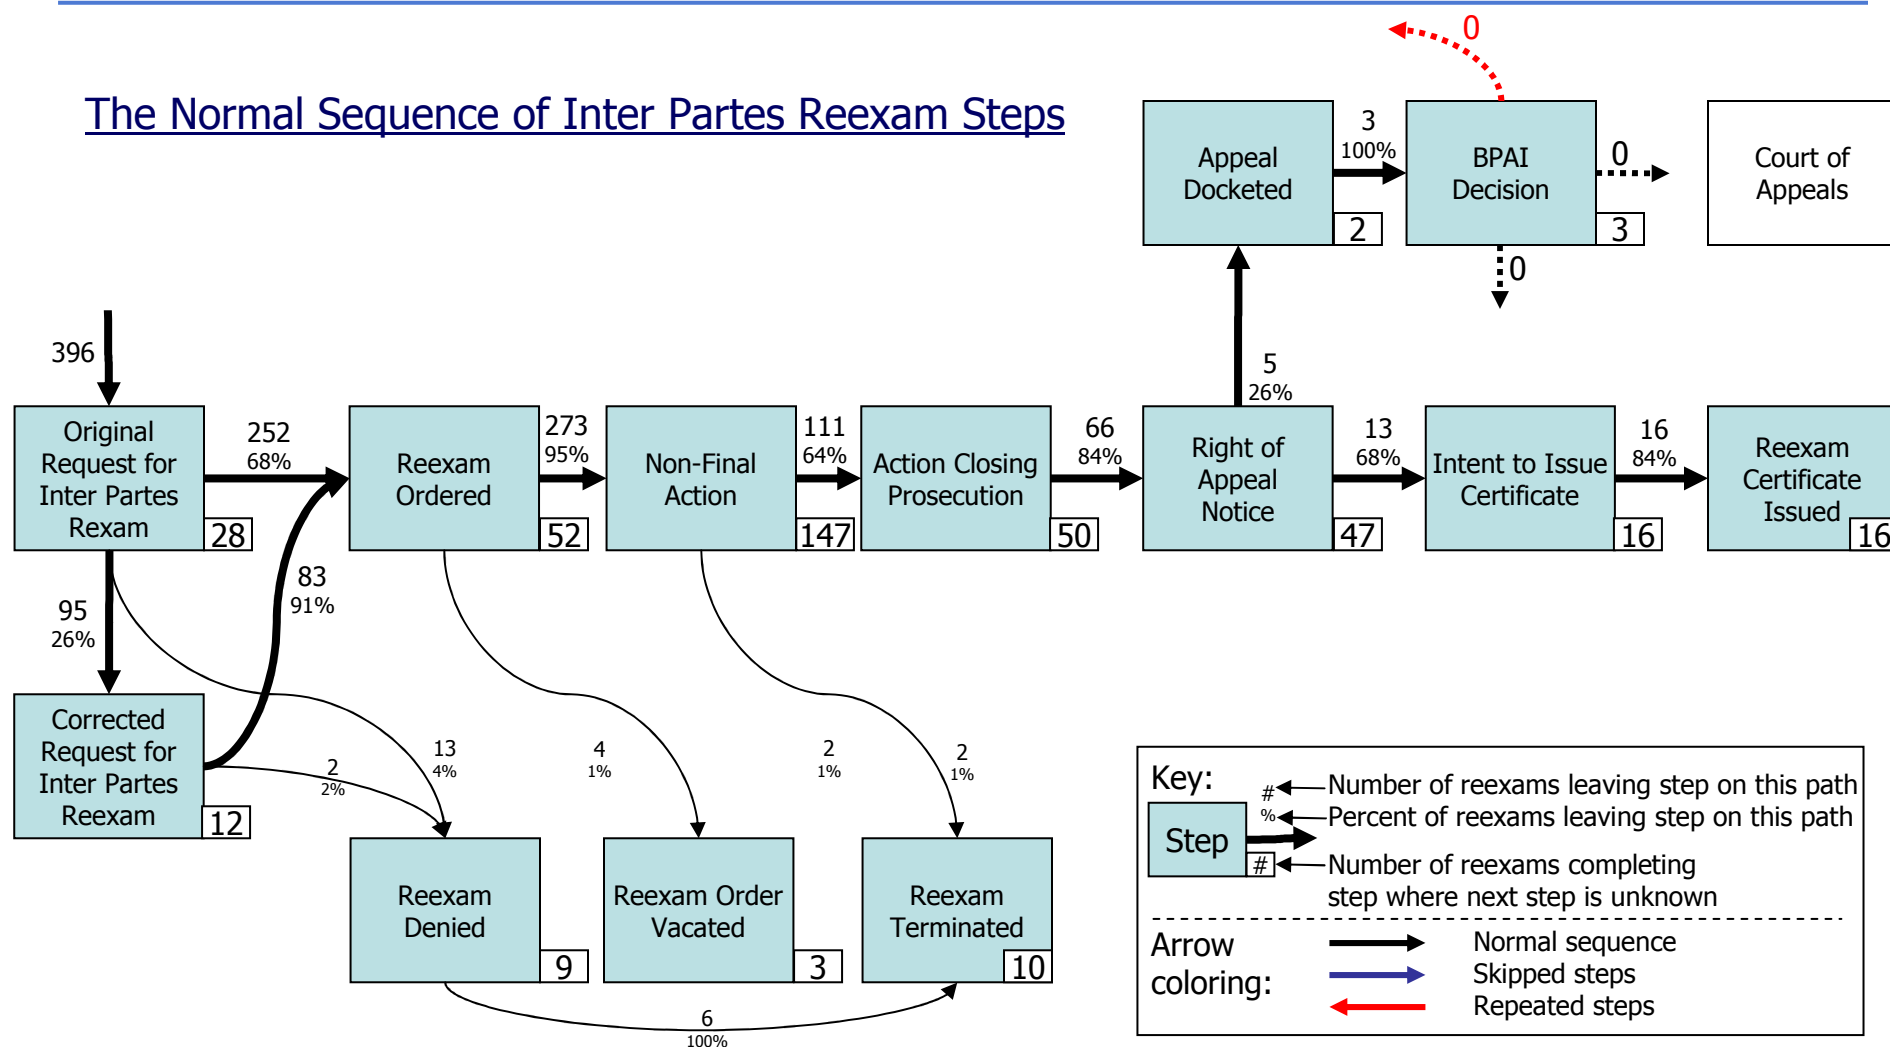 The Normal Sequence of Inter Partes Reexam Steps
0
Appeal
Docketed
2
3
100%
BPAI
Decision
3
0
0
Court of
Appeals
396
Original
Request for
Inter Partes
Rexam
28
252
68%
Reexam
Ordered
52
273
95%
Non-Final
Action
147
111
64%
Action Closing
Prosecution
50
66
84%
Right of
Appeal
Notice
47
5
26%
13
68%
Intent to Issue
Certificate
16
16
84%
Reexam
Certificate
Issued
16
95
26%
83
91%
Corrected
Request for
Inter Partes
Reexam
12
2
2%
13
4%
4
1%
2
1%
2
1%
Reexam
Denied
9
Reexam Order
Vacated
3
Reexam
Terminated
10
6
100%
Key:
Step
#
%
#
Number of reexams leaving step on this path
Percent of reexams leaving step on this path
Number of reexams completing
step where next step is unknown
Arrow
coloring:
Normal sequence
Skipped steps
Repeated steps